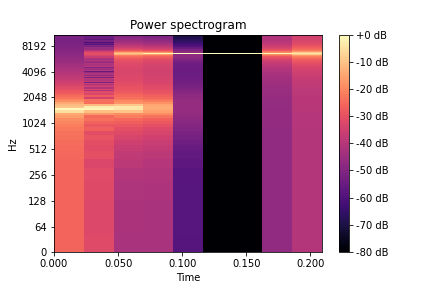 Power spectrogram
8192
4096
2048
1024
512
256
128
64
0
Hz
0.000 0.050 0.100 0.150 0.200
Time
+0 dB
-10 dB
-20 dB
-30 dB
-40 dB
-50 dB
-60 dB
-70 dB
-80 dB